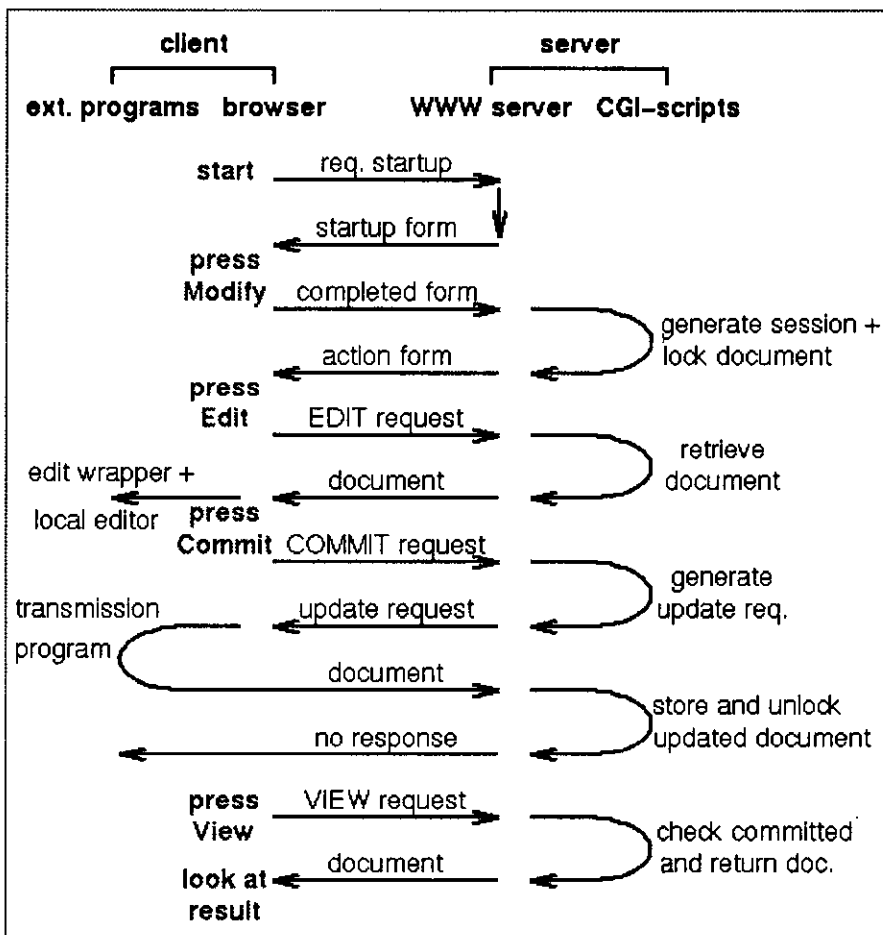 client server
ext. programs browser WWW server CGI-scripts
start req. startup
startup form
press
Modify completed form
generate session +
lock document
action form
press
Edit EDIT request
retrieve
document
edit wrapper +
local editor
document
press
Commit COMMIT request
generate
update req.
transmission
program
update request
document
store and unlock
updated document
no response
press
View VIEW request
check committed
and return doc.
document
look at
result